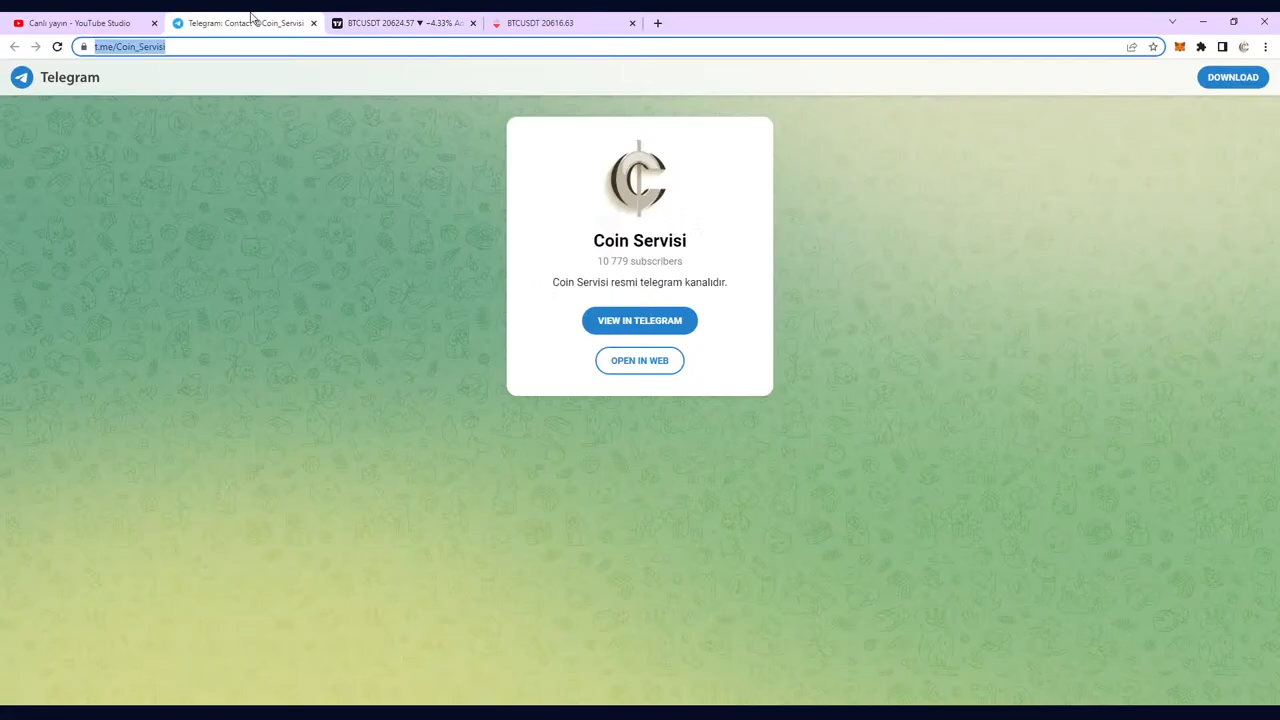 Canlı yayın - YouTube Studio
Telegram: Contact @Coin_Servisi
BTCUSDT 20624.57 ▼ −4.33%
BTCUSDT 20616.63
t.me/Coin_Servisi
Telegram
DOWNLOAD
Coin Servisi
10 779 subscribers
Coin Servisi resmi telegram kanalıdır.
VIEW IN TELEGRAM
OPEN IN WEB